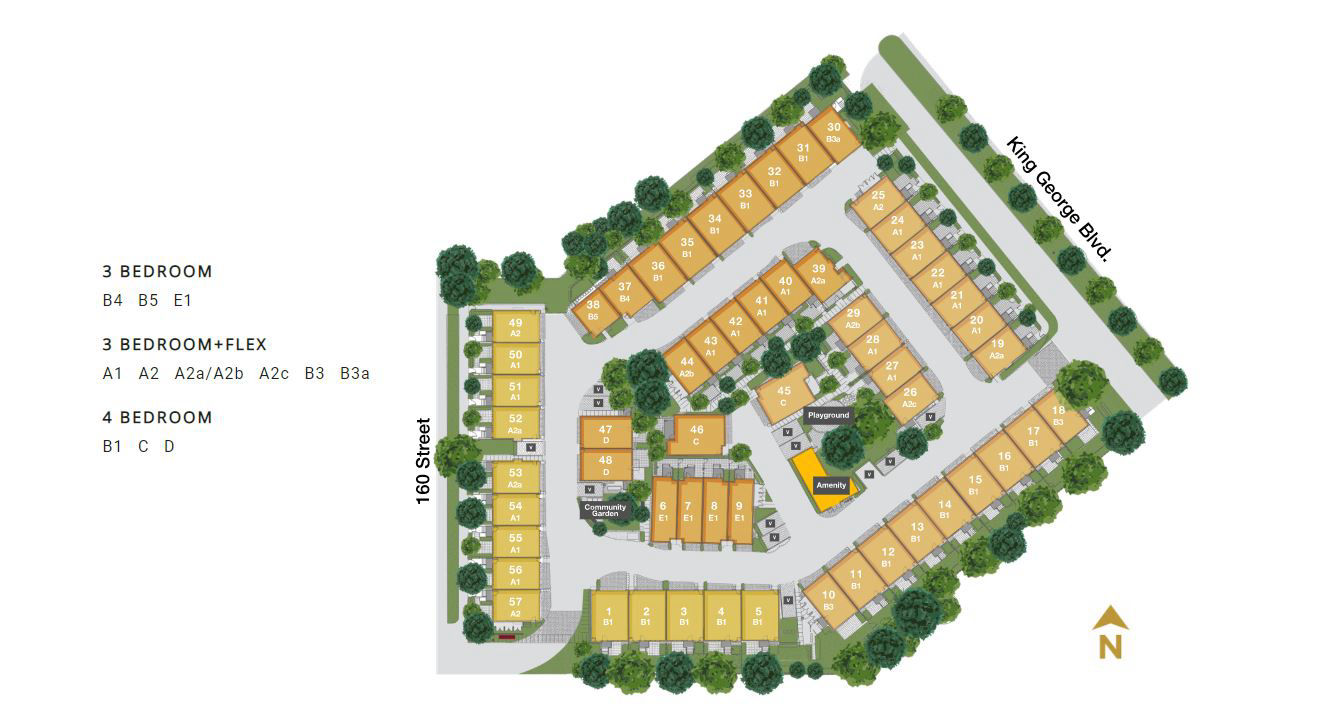 3 BEDROOM
B4 B5 E1
3 BEDROOM+FLEX
A1 A2 A2a/A2b A2c B3 B3a
4 BEDROOM
B1 C D
King George Blvd.
160 Street
30
B3a
31
B1
32
B1
33
B1
34
B1
35
B1
36
B1
37
B4
38
B5
25
A2
24
A1
23
A1
22
A1
21
A1
20
A1
19
A2a
39
A2a
40
A1
41
A1
42
A1
43
A1
44
A2b
29
A2b
28
A1
27
A1
26
A2c
45
C
Playground
Amenity
46
C
47
D
48
D
Community
Garden
6
E1
7
E1
8
E1
9
E1
49
A2
50
A1
51
A1
52
A2a
53
A2a
54
A1
55
A1
56
A1
57
A2
1
B1
2
B1
3
B1
4
B1
5
B1
10
B3
11
B1
12
B1
13
B1
14
B1
15
B1
16
B1
17
B1
18
B3
V
V
V
V
V
V
V
V
V
V
V
V
N